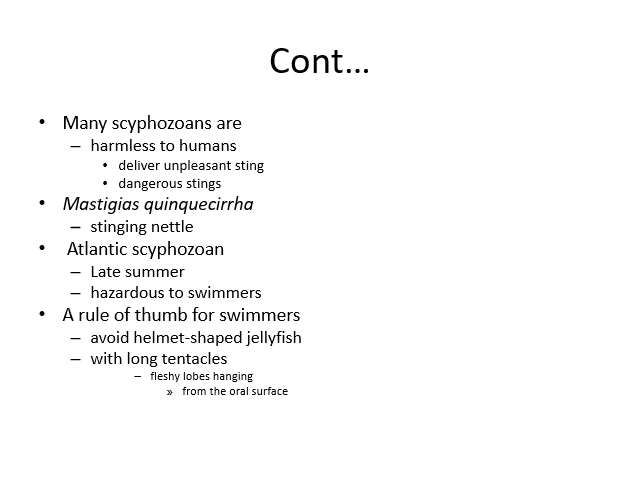 Cont…
• Many scyphozoans are
– harmless to humans
• deliver unpleasant sting
• dangerous stings
• Mastigias quinquecirrha
– stinging nettle
• Atlantic scyphozoan
– Late summer
– hazardous to swimmers
• A rule of thumb for swimmers
– avoid helmet-shaped jellyfish
– with long tentacles
– fleshy lobes hanging
» from the oral surface